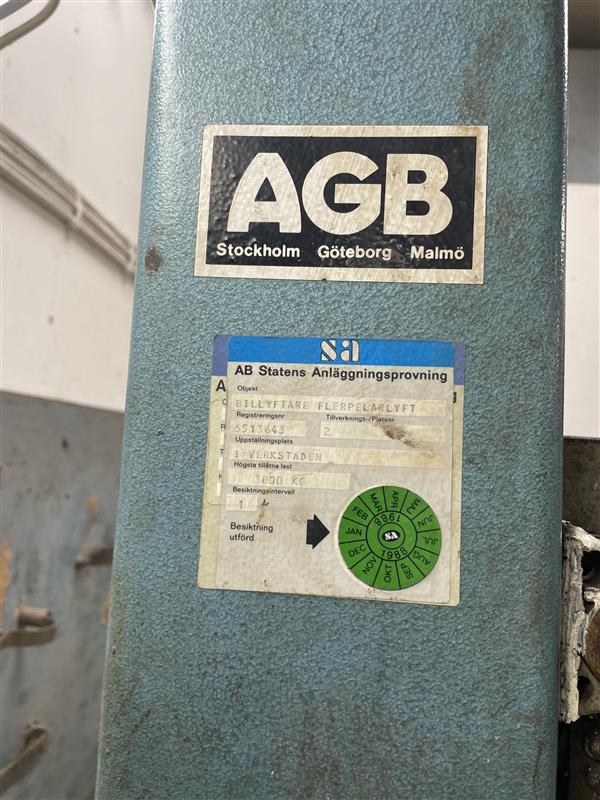 AGB
Stockholm Göteborg Malmö
sa
AB Statens Anläggningsprovning
Objekt
BILLYFTARE FLERPELARLYFT
Registreringsnr Tillverknings-/Platsnr
5513643 2
Uppställningsplats
I VERKSTADEN
Högsta tillåtna last
3000 KG
Besiktningsintervall
1 År
Besiktning
utförd
JAN FEB MAR APR MAJ JUN JUL AUG SEP OKT NOV DEC
1988
sa
1988